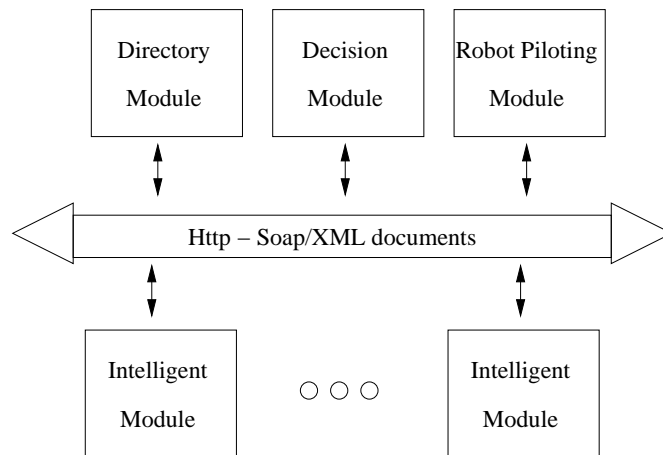 Directory
Module
Decision
Module
Robot Piloting
Module
Http – Soap/XML documents
Intelligent
Module
Intelligent
Module